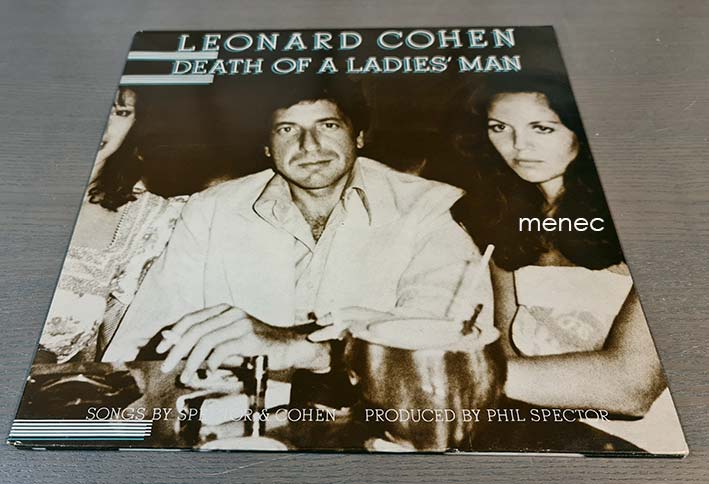 LEONARD COHEN
DEATH OF A LADIES' MAN
menec
SONGS BY SPECTOR & COHEN PRODUCED BY PHIL SPECTOR